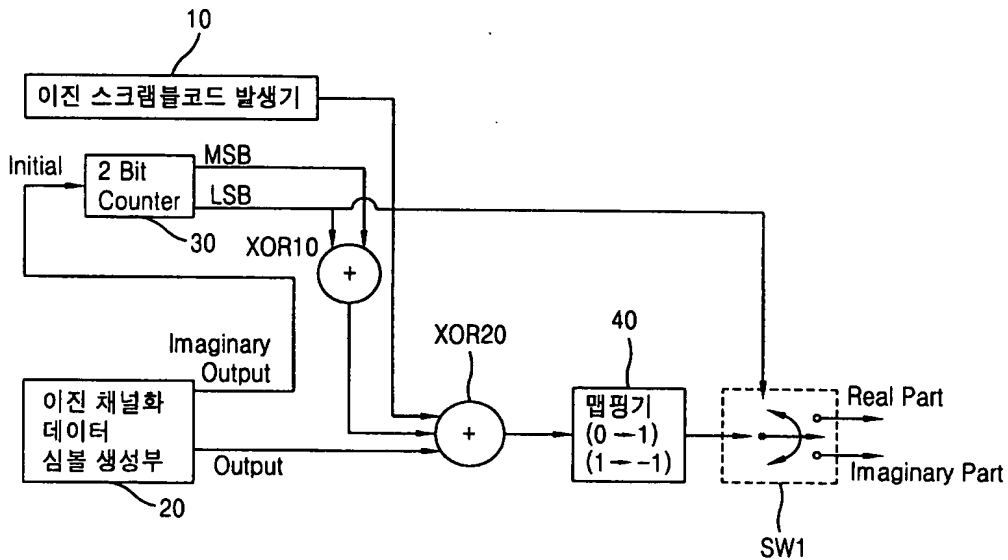 10
이진 스크램블코드 발생기
Initial
2 Bit
Counter
MSB
LSB
30
XOR10
+
Imaginary
Output
이진 채널화
데이터
심볼 생성부
20
Output
XOR20
+
40
맵핑기
(0→1)
(1→-1)
Real Part
Imaginary Part
SW1